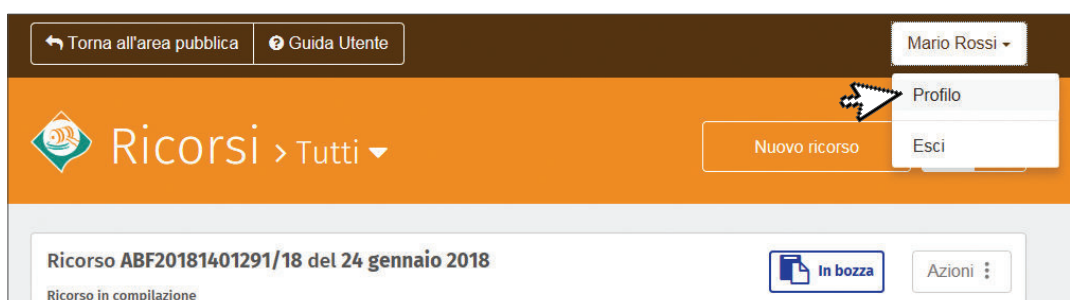 Torna all'area pubblica
Guida Utente
Mario Rossi
Profilo
Esci
Ricorsi > Tutti
Nuovo ricorso
Ricorso ABF20181401291/18 del 24 gennaio 2018
In bozza
Azioni
Ricorso in compilazione